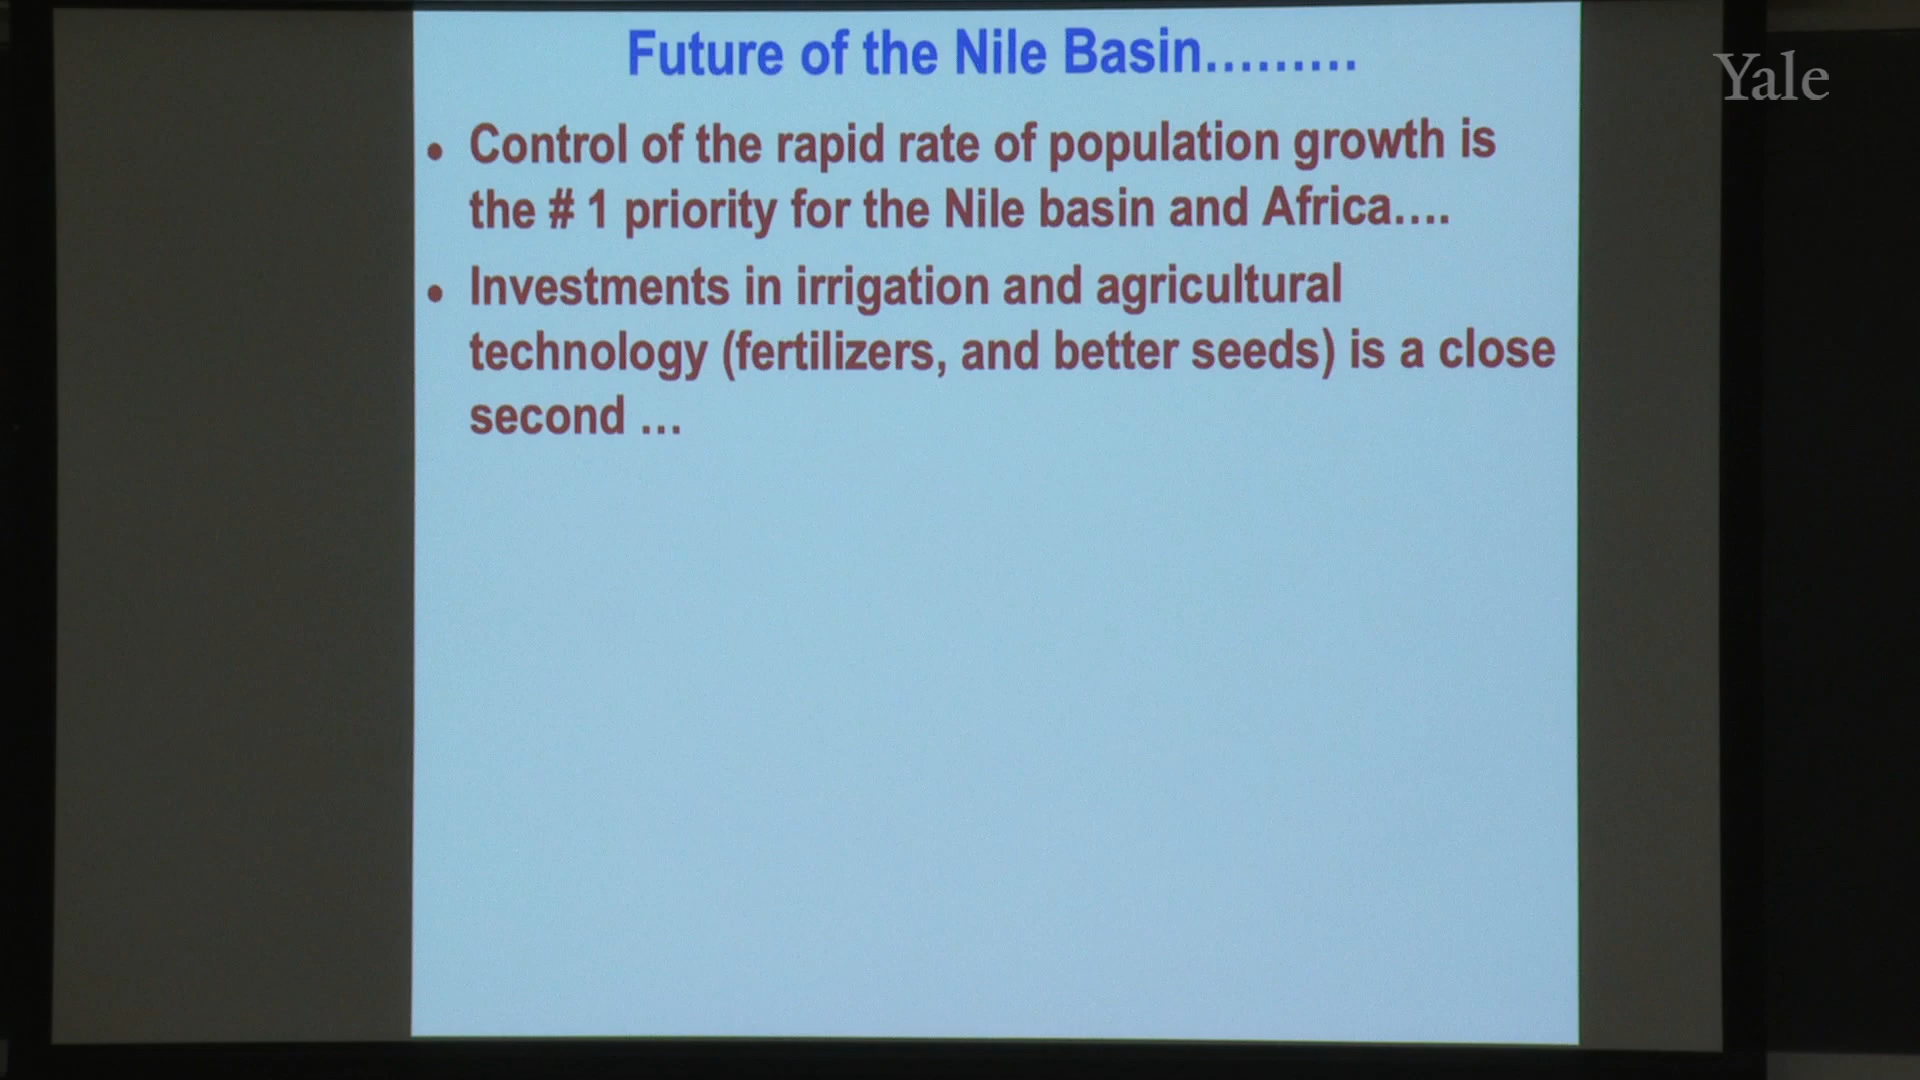 Future of the Nile Basin.........
Yale
• Control of the rapid rate of population growth is
the # 1 priority for the Nile basin and Africa....
• Investments in irrigation and agricultural
technology (fertilizers, and better seeds) is a close
second ...